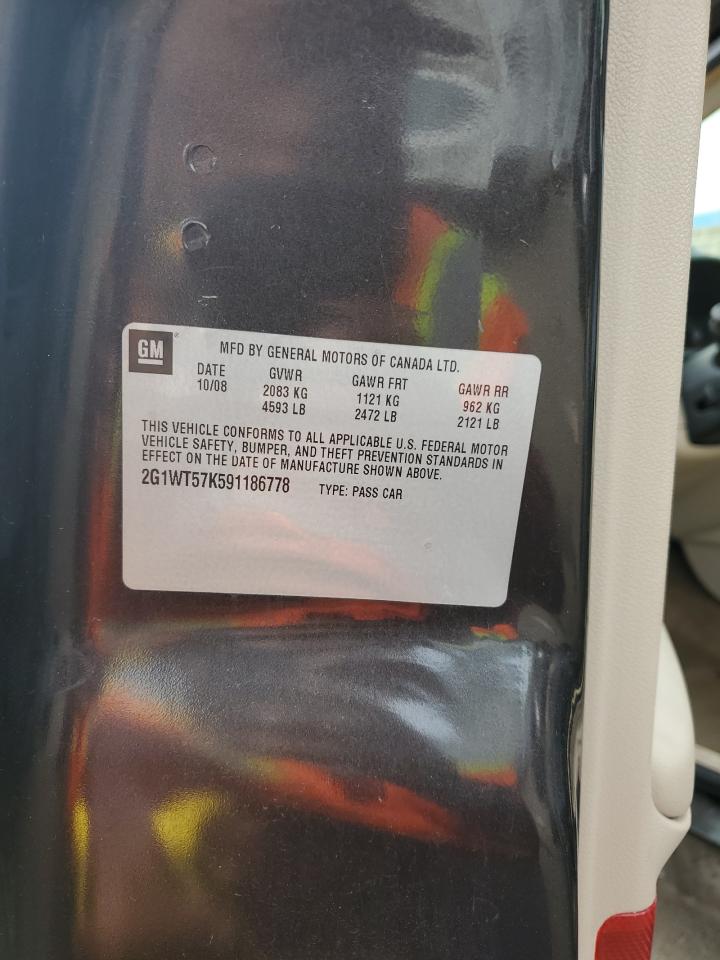 GM
MFD BY GENERAL MOTORS OF CANADA LTD.
DATE GVWR GAWR FRT GAWR RR
10/08 2083 KG 1121 KG 962 KG
4593 LB 2472 LB 2121 LB
THIS VEHICLE CONFORMS TO ALL APPLICABLE U.S. FEDERAL MOTOR
VEHICLE SAFETY, BUMPER, AND THEFT PREVENTION STANDARDS IN
EFFECT ON THE DATE OF MANUFACTURE SHOWN ABOVE.
2G1WT57K591186778 TYPE: PASS CAR